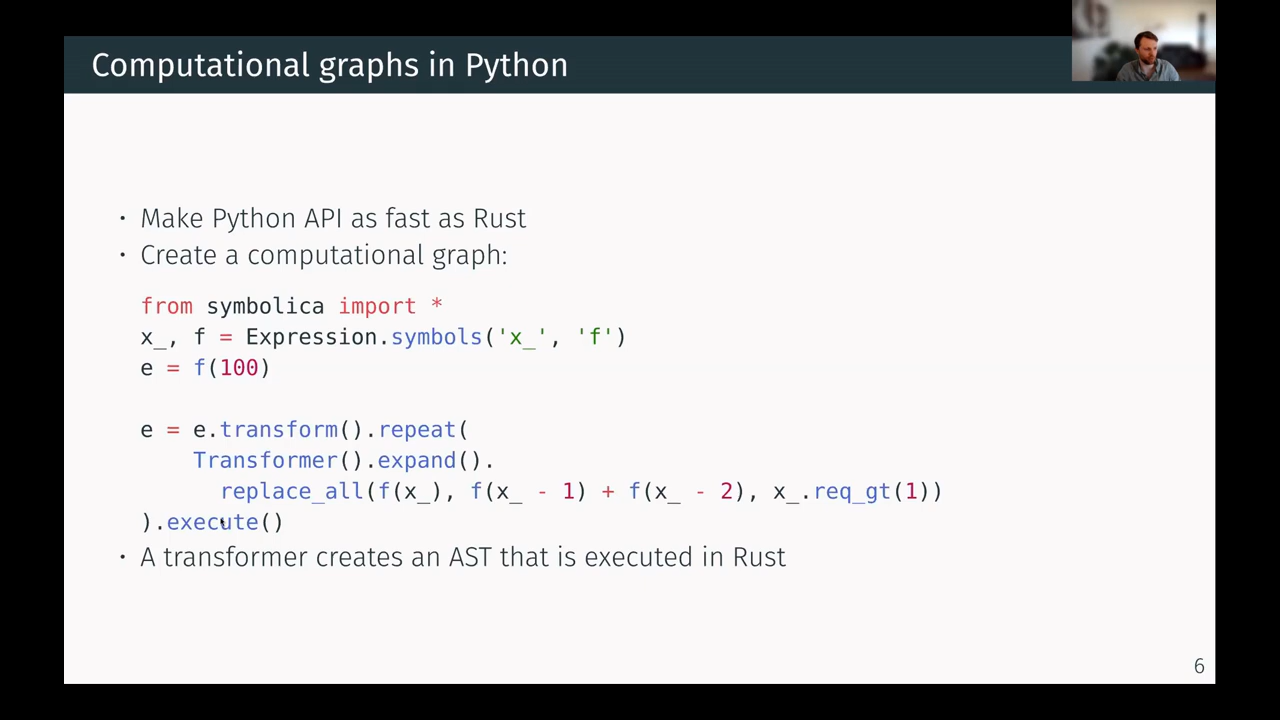 Computational graphs in Python
• Make Python API as fast as Rust
• Create a computational graph:
from symbolica import *
x_, f = Expression.symbols('x_', 'f')
e = f(100)
e = e.transform().repeat(
    Transformer().expand().
      replace_all(f(x_), f(x_ - 1) + f(x_ - 2), x_.req_gt(1))
).execute()
• A transformer creates an AST that is executed in Rust
6